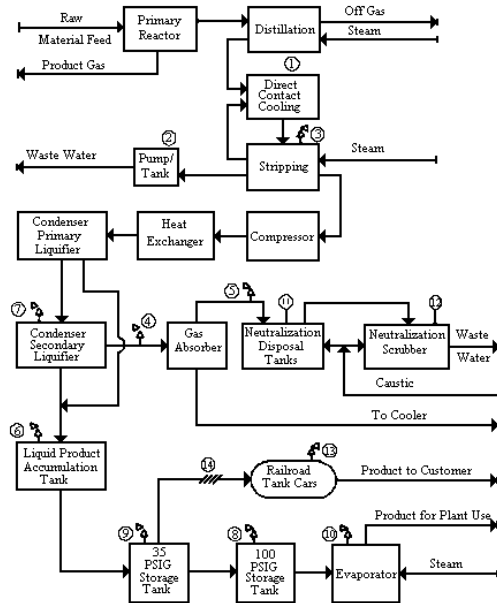 Raw
Material Feed
Primary
Reactor
Distillation
Off Gas
Steam
Product Gas
1
Direct
Contact
Cooling
2
3
Waste Water
Pump/
Tank
Stripping
Steam
Condenser
Primary
Liquifier
Heat
Exchanger
Compressor
7
4
5
11
12
Condenser
Secondary
Liquifier
Gas
Absorber
Neutralization
Disposal
Tanks
Neutralization
Scrubber
Waste
Water
Caustic
To Cooler
6
Liquid Product
Accumulation
Tank
14
13
Railroad
Tank Cars
Product to Customer
9
8
10
35
PSIG
Storage
Tank
100
PSIG
Storage
Tank
Evaporator
Product for Plant Use
Steam